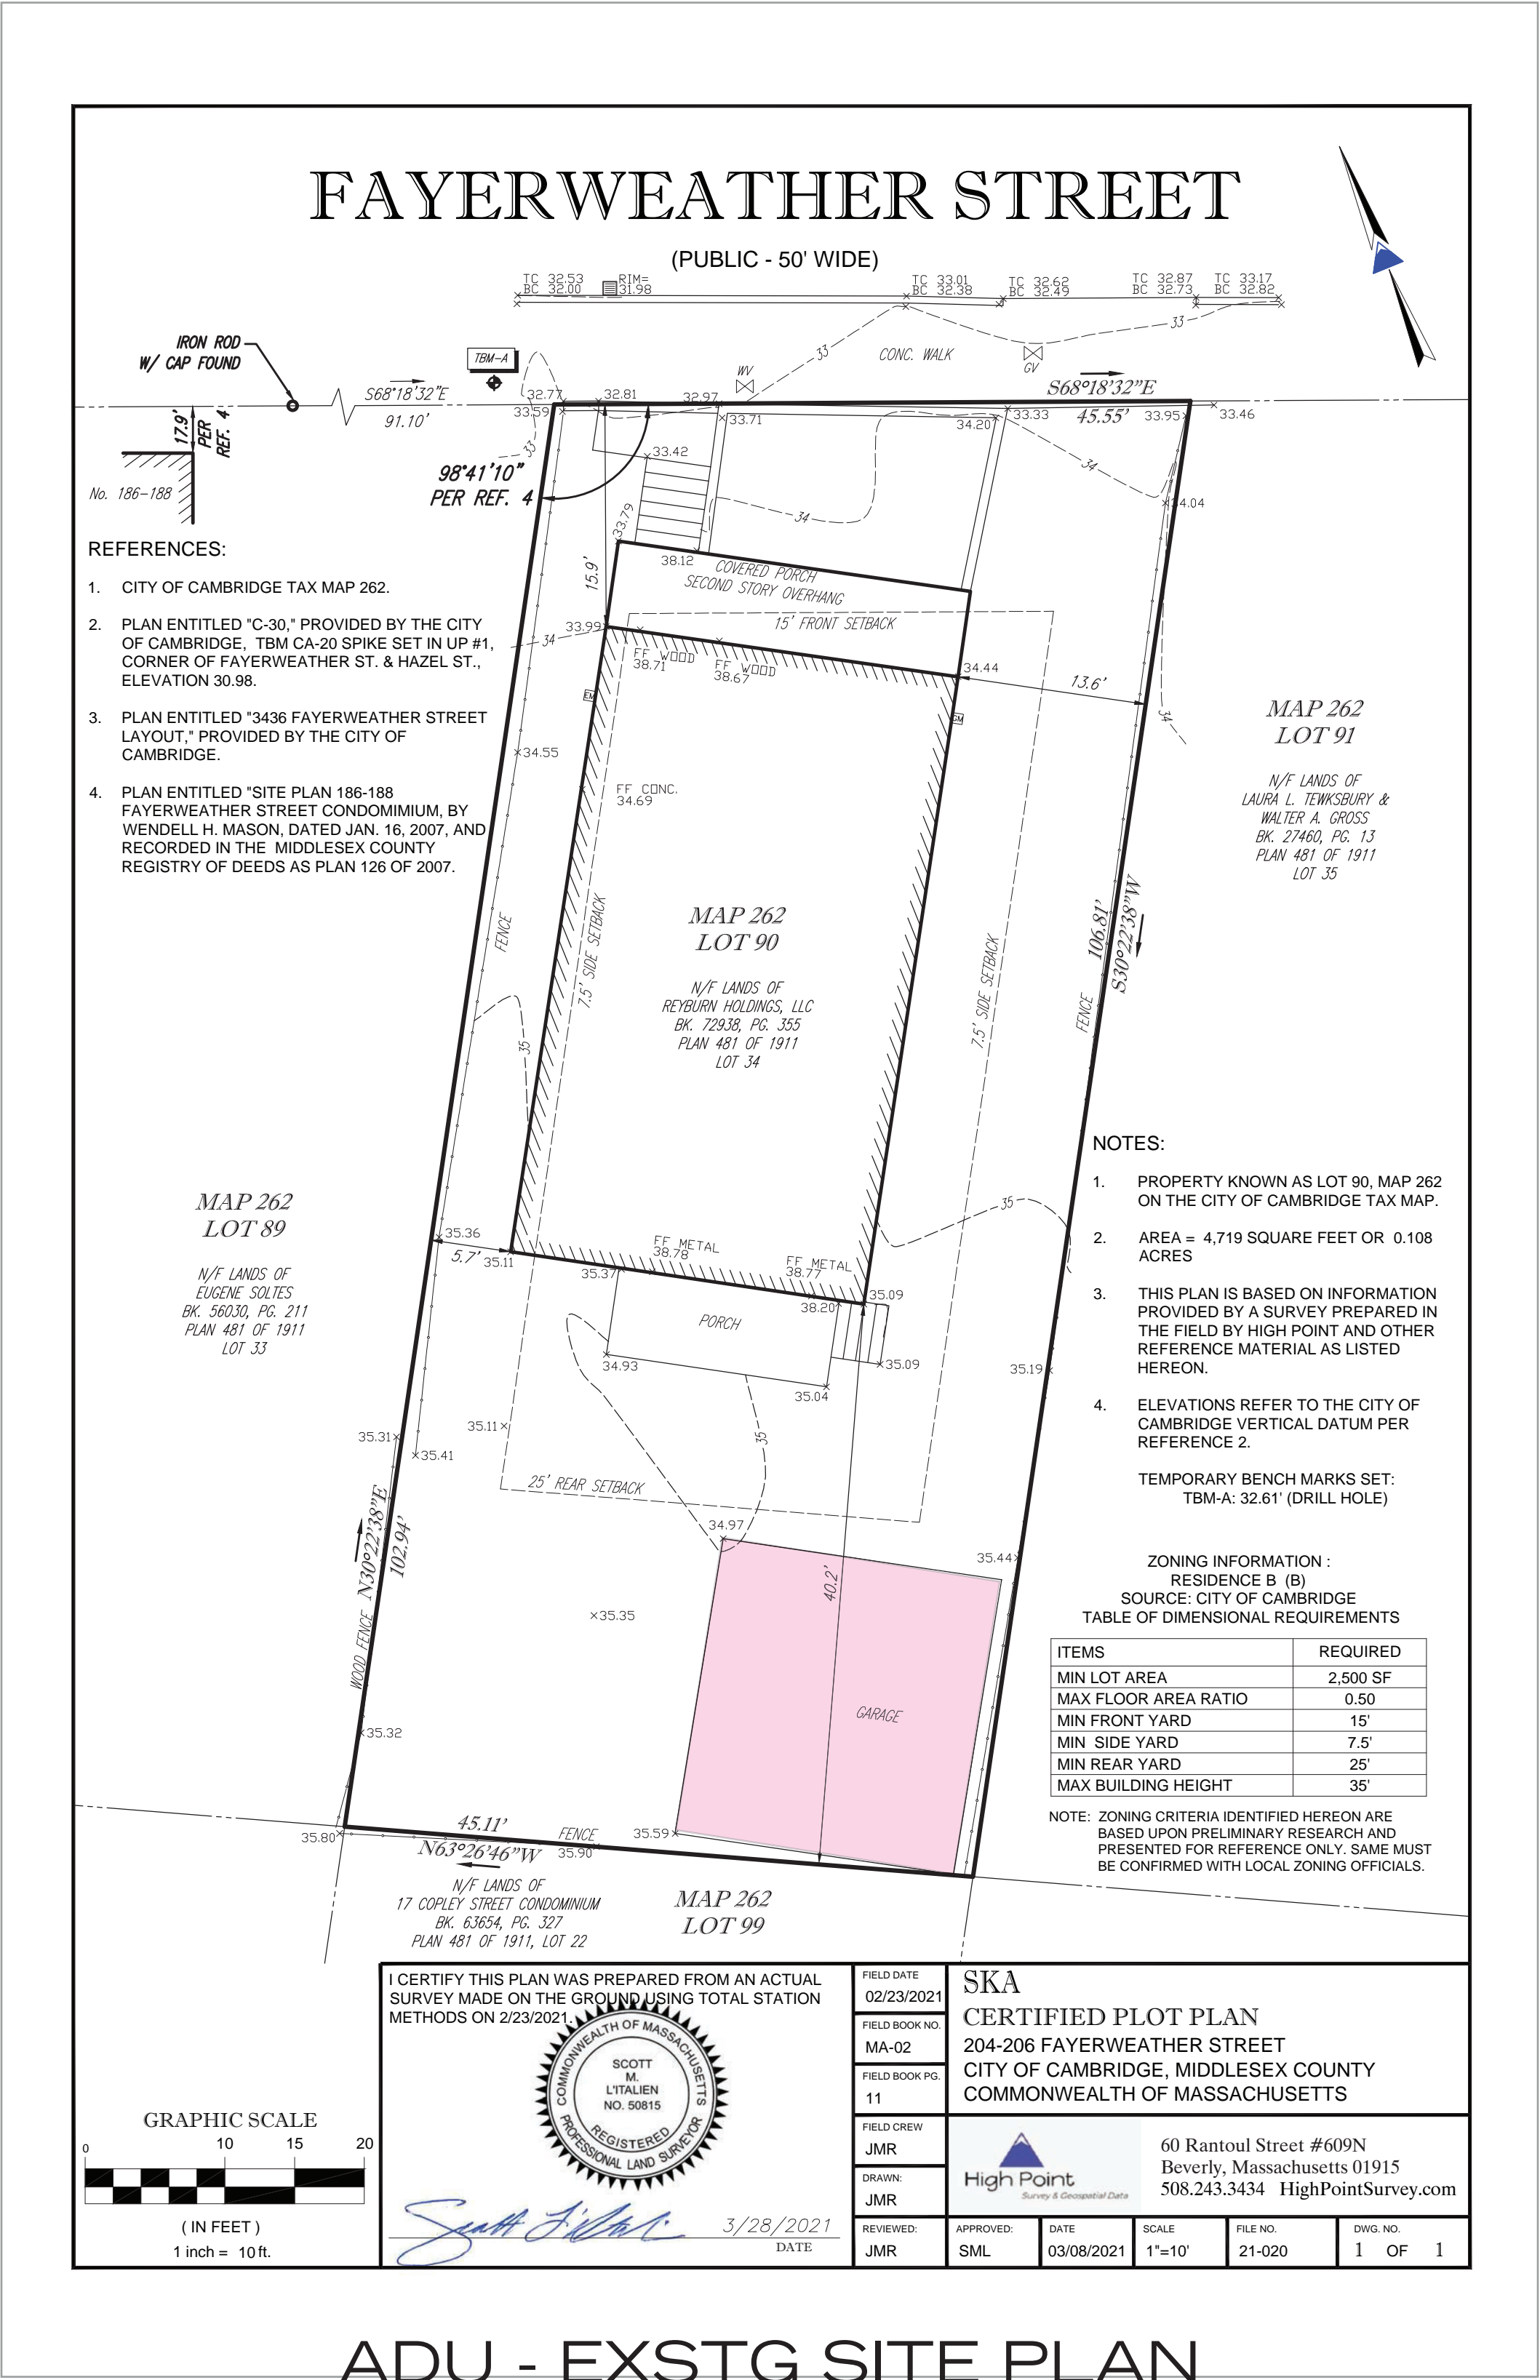 FAYERWEATHER STREET
(PUBLIC - 50' WIDE)
TC 32.53
BC 32.00
RIM=
31.98
TC 33.01
BC 32.38
TC 32.62
BC 32.49
TC 32.87
BC 32.73
TC 33.17
BC 32.82
33
33
CONC. WALK
GV
WV
IRON ROD
W/ CAP FOUND
TBM-A
S68°18'32"E
91.10'
S68°18'32"E
45.55'
32.77
32.81
32.97
33.59
33.71
34.20
33.33
33.95
33.46
17.9'
PER
REF. 4
No. 186-188
98°41'10"
PER REF. 4
33
33.42
34
34
34.04
33.79
38.12
COVERED PORCH
SECOND STORY OVERHANG
15.9'
15' FRONT SETBACK
33.99
34
FF WOOD
38.71
FF WOOD
38.67
34.44
13.6'
34
EM
GM
34.55
FF CONC.
34.69
REFERENCES:
1. CITY OF CAMBRIDGE TAX MAP 262.
2. PLAN ENTITLED "C-30," PROVIDED BY THE CITY
OF CAMBRIDGE, TBM CA-20 SPIKE SET IN UP #1,
CORNER OF FAYERWEATHER ST. & HAZEL ST.,
ELEVATION 30.98.
3. PLAN ENTITLED "3436 FAYERWEATHER STREET
LAYOUT," PROVIDED BY THE CITY OF
CAMBRIDGE.
4. PLAN ENTITLED "SITE PLAN 186-188
FAYERWEATHER STREET CONDOMIMIUM, BY
WENDELL H. MASON, DATED JAN. 16, 2007, AND
RECORDED IN THE MIDDLESEX COUNTY
REGISTRY OF DEEDS AS PLAN 126 OF 2007.
MAP 262
LOT 91
N/F LANDS OF
LAURA L. TEWKSBURY &
WALTER A. GROSS
BK. 27460, PG. 13
PLAN 481 OF 1911
LOT 35
FENCE
7.5' SIDE SETBACK
MAP 262
LOT 90
N/F LANDS OF
REYBURN HOLDINGS, LLC
BK. 72938, PG. 355
PLAN 481 OF 1911
LOT 34
7.5' SIDE SETBACK
FENCE
106.81'
S30°22'38"W
35
35
MAP 262
LOT 89
N/F LANDS OF
EUGENE SOLTES
BK. 56030, PG. 211
PLAN 481 OF 1911
LOT 33
35.36
5.7'
35.11
35.37
FF METAL
38.78
FF METAL
38.77
38.20
35.09
PORCH
34.93
35.04
35.09
35.19
35.11
35.31
35.41
35
25' REAR SETBACK
34.97
35.44
N30°22'38"E
102.94'
WOOD FENCE
35.35
40.2'
GARAGE
35.32
35.80
45.11'
N63°26'46"W
FENCE
35.90
35.59
N/F LANDS OF
17 COPLEY STREET CONDOMINIUM
BK. 63654, PG. 327
PLAN 481 OF 1911, LOT 22
MAP 262
LOT 99
NOTES:
1. PROPERTY KNOWN AS LOT 90, MAP 262
ON THE CITY OF CAMBRIDGE TAX MAP.
2. AREA = 4,719 SQUARE FEET OR 0.108
ACRES
3. THIS PLAN IS BASED ON INFORMATION
PROVIDED BY A SURVEY PREPARED IN
THE FIELD BY HIGH POINT AND OTHER
REFERENCE MATERIAL AS LISTED
HEREON.
4. ELEVATIONS REFER TO THE CITY OF
CAMBRIDGE VERTICAL DATUM PER
REFERENCE 2.
TEMPORARY BENCH MARKS SET:
TBM-A: 32.61' (DRILL HOLE)
ZONING INFORMATION :
RESIDENCE B (B)
SOURCE: CITY OF CAMBRIDGE
TABLE OF DIMENSIONAL REQUIREMENTS
ITEMS REQUIRED
MIN LOT AREA 2,500 SF
MAX FLOOR AREA RATIO 0.50
MIN FRONT YARD 15'
MIN SIDE YARD 7.5'
MIN REAR YARD 25'
MAX BUILDING HEIGHT 35'
NOTE: ZONING CRITERIA IDENTIFIED HEREON ARE
BASED UPON PRELIMINARY RESEARCH AND
PRESENTED FOR REFERENCE ONLY. SAME MUST
BE CONFIRMED WITH LOCAL ZONING OFFICIALS.
GRAPHIC SCALE
0 10 15 20
( IN FEET )
1 inch = 10 ft.
I CERTIFY THIS PLAN WAS PREPARED FROM AN ACTUAL
SURVEY MADE ON THE GROUND USING TOTAL STATION
METHODS ON 2/23/2021.
COMMONWEALTH OF MASSACHUSETTS
SCOTT
M.
L'ITALIEN
NO. 50815
REGISTERED
PROFESSIONAL LAND SURVEYOR
Scott L'Italien
3/28/2021
DATE
FIELD DATE
02/23/2021
FIELD BOOK NO.
MA-02
FIELD BOOK PG.
11
FIELD CREW
JMR
DRAWN:
JMR
REVIEWED:
JMR
SKA
CERTIFIED PLOT PLAN
204-206 FAYERWEATHER STREET
CITY OF CAMBRIDGE, MIDDLESEX COUNTY
COMMONWEALTH OF MASSACHUSETTS
High Point
Survey & Geospatial Data
60 Rantoul Street #609N
Beverly, Massachusetts 01915
508.243.3434 HighPointSurvey.com
APPROVED:
SML
DATE
03/08/2021
SCALE
1"=10'
FILE NO.
21-020
DWG. NO.
1 OF 1
ADU - EXSTG SITE PLAN